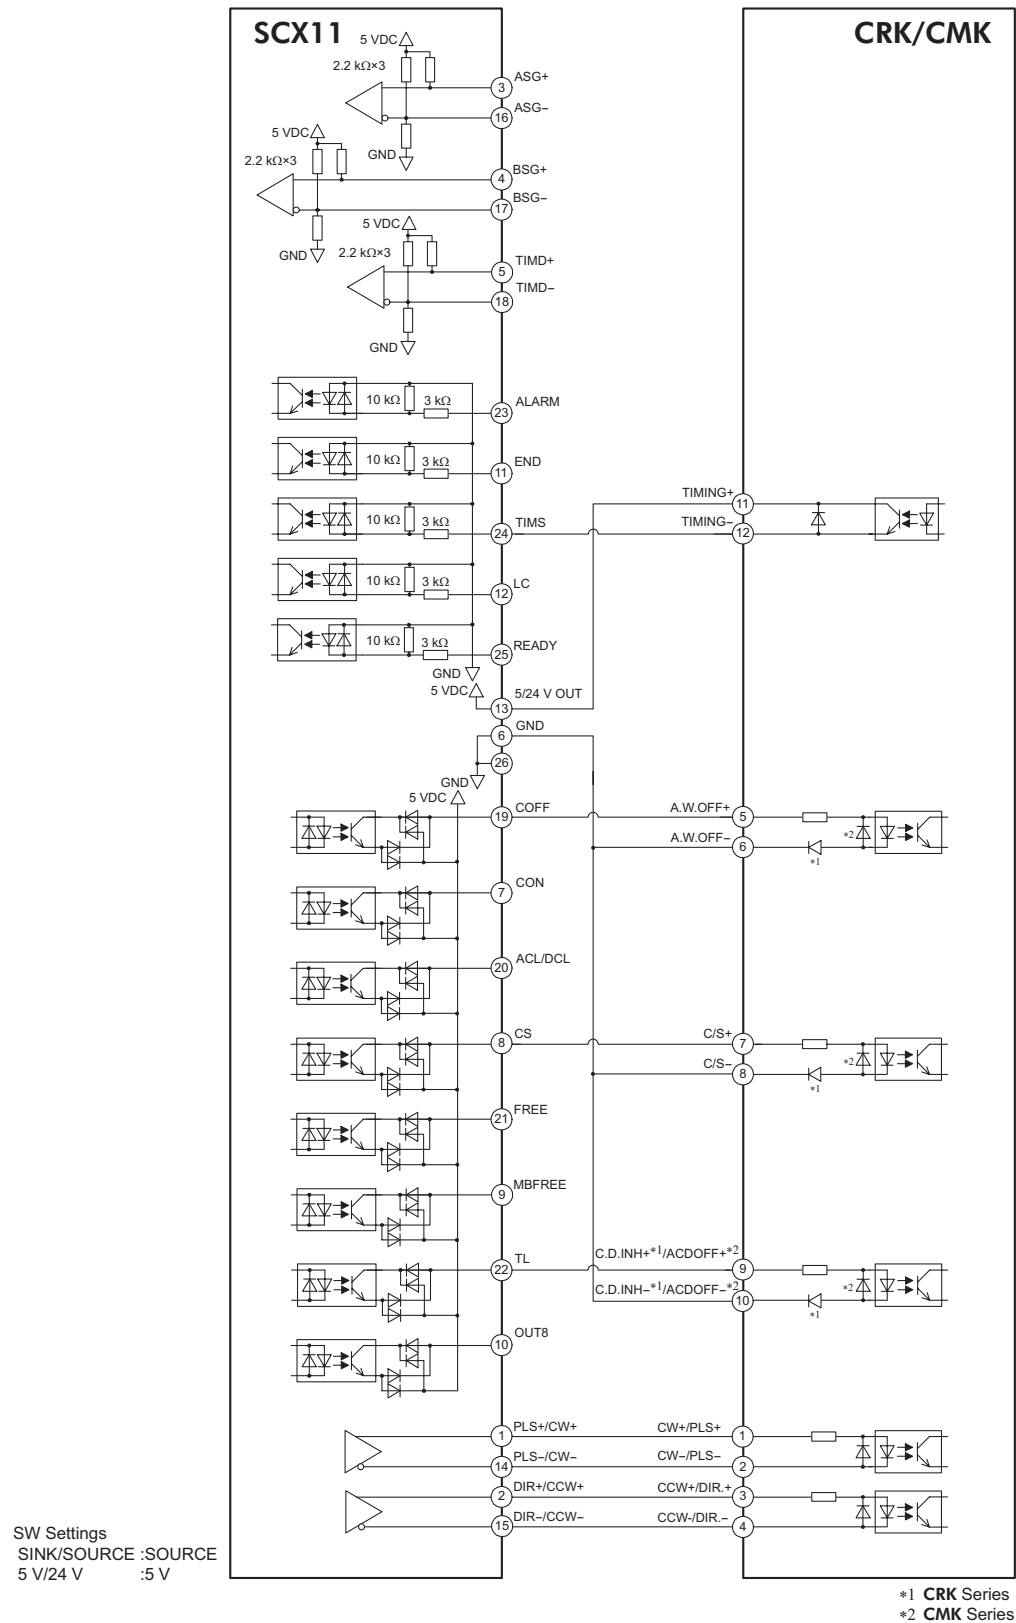 SCX11
CRK/CMK
5 VDC
2.2 kΩ×3
3
ASG+
16
ASG−
GND
5 VDC
2.2 kΩ×3
4
BSG+
17
BSG−
GND
5 VDC
2.2 kΩ×3
5
TIMD+
18
TIMD−
GND
10 kΩ
3 kΩ
23
ALARM
10 kΩ
3 kΩ
11
END
10 kΩ
3 kΩ
24
TIMS
TIMING+
11
TIMING−
12
10 kΩ
3 kΩ
12
LC
10 kΩ
3 kΩ
25
READY
GND
5 VDC
13
5/24 V OUT
6
GND
26
GND
5 VDC
19
COFF
A.W.OFF+
5
A.W.OFF−
6
*2
*1
7
CON
20
ACL/DCL
8
CS
C/S+
7
C/S−
8
*2
*1
21
FREE
9
MBFREE
22
TL
C.D.INH+*1/ACDOFF+*2
9
C.D.INH−*1/ACDOFF−*2
10
*2
*1
10
OUT8
1
PLS+/CW+
CW+/PLS+
1
14
PLS−/CW−
CW−/PLS−
2
2
DIR+/CCW+
CCW+/DIR.+
3
15
DIR−/CCW−
CCW-/DIR.−
4
SW Settings
SINK/SOURCE :SOURCE
5 V/24 V :5 V
*1 CRK Series
*2 CMK Series